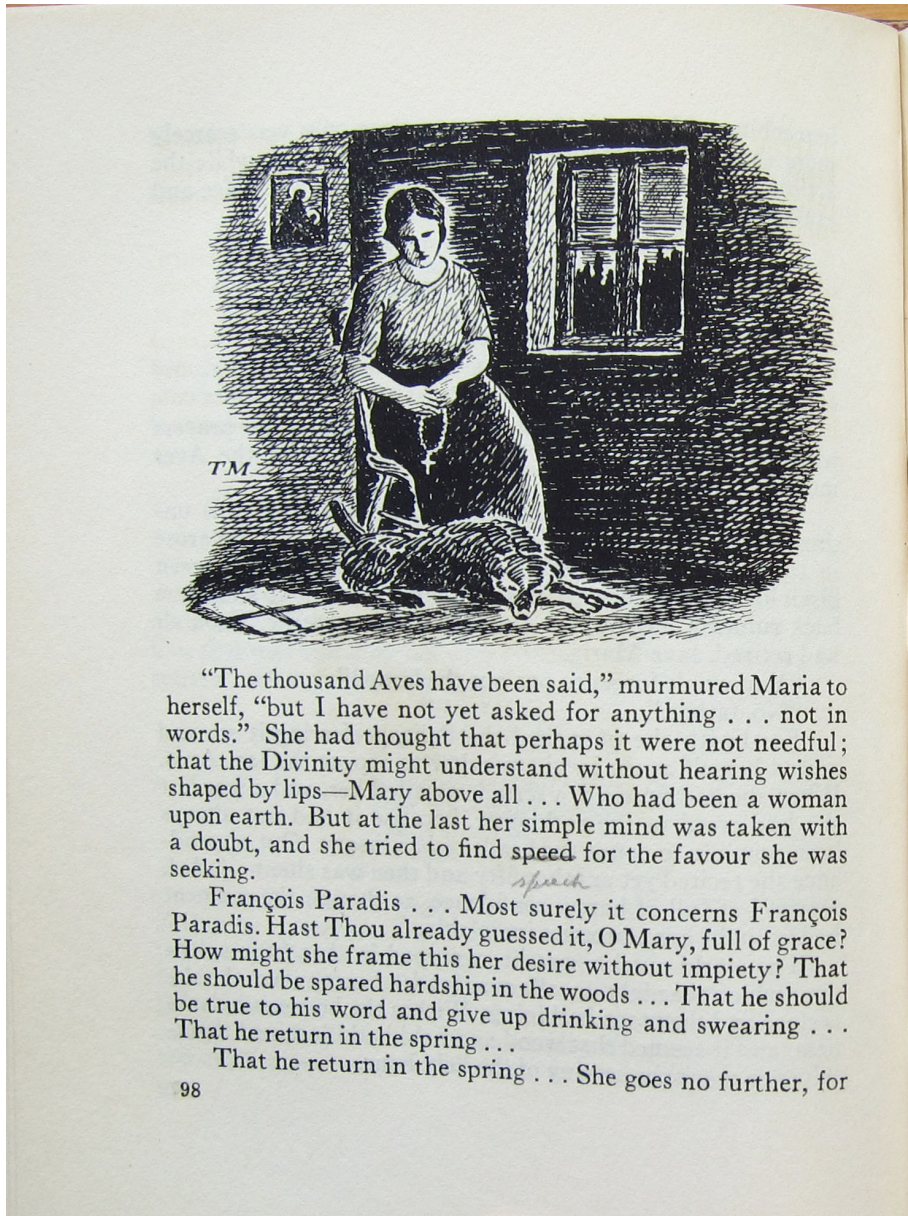 TM
“The thousand Aves have been said,” murmured Maria to
herself, “but I have not yet asked for anything . . . not in
words.” She had thought that perhaps it were not needful;
that the Divinity might understand without hearing wishes
shaped by lips—Mary above all . . . Who had been a woman
upon earth. But at the last her simple mind was taken with
a doubt, and she tried to find speed for the favour she was
speech
seeking.
François Paradis . . . Most surely it concerns François
Paradis. Hast Thou already guessed it, O Mary, full of grace?
How might she frame this her desire without impiety? That
he should be spared hardship in the woods . . . That he should
be true to his word and give up drinking and swearing . . .
That he return in the spring . . .
That he return in the spring . . . She goes no further, for
98